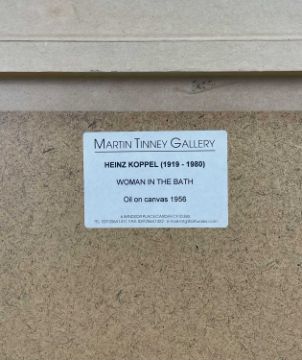 MARTIN TINNEY GALLERY
HEINZ KOPPEL (1919 - 1980)
WOMAN IN THE BATH
Oil on canvas 1956